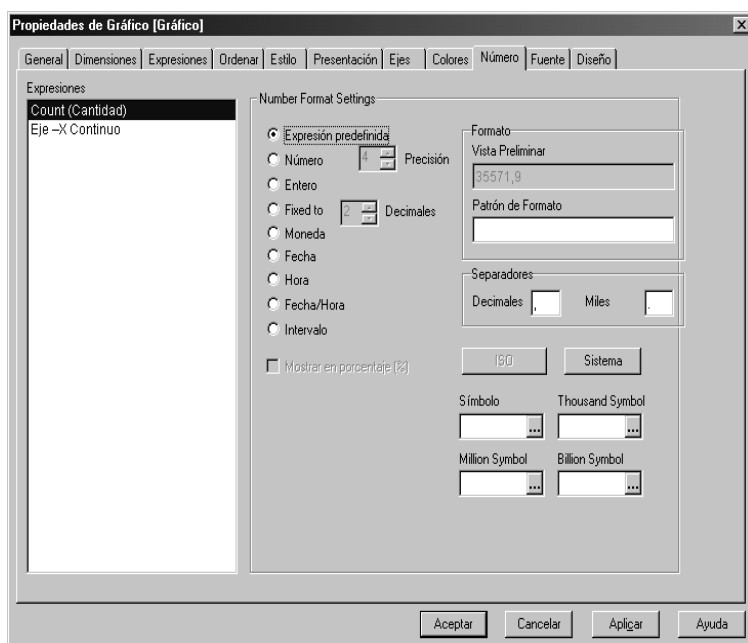 Propiedades de Gráfico [Gráfico]
General Dimensiones Expresiones Ordenar Estilo Presentación Ejes Colores Número Fuente Diseño
Expresiones
Count (Cantidad)
Eje –X Continuo
Number Format Settings
Expresión predefinida
Número 4 Precisión
Entero
Fixed to 2 Decimales
Moneda
Fecha
Hora
Fecha/Hora
Intervalo
Mostrar en porcentaje (%)
Formato
Vista Preliminar
35571,9
Patrón de Formato
Separadores
Decimales , Miles .
ISO Sistema
Símbolo Thousand Symbol
... ...
Million Symbol Billion Symbol
... ...
Aceptar Cancelar Aplicar Ayuda